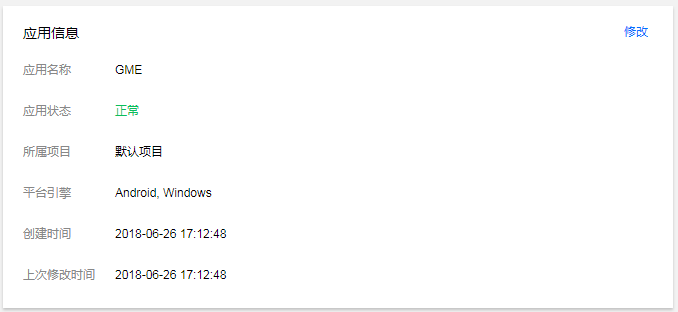 应用信息 修改
应用名称 GME
应用状态 正常
所属项目 默认项目
平台引擎 Android, Windows
创建时间 2018-06-26 17:12:48
上次修改时间 2018-06-26 17:12:48